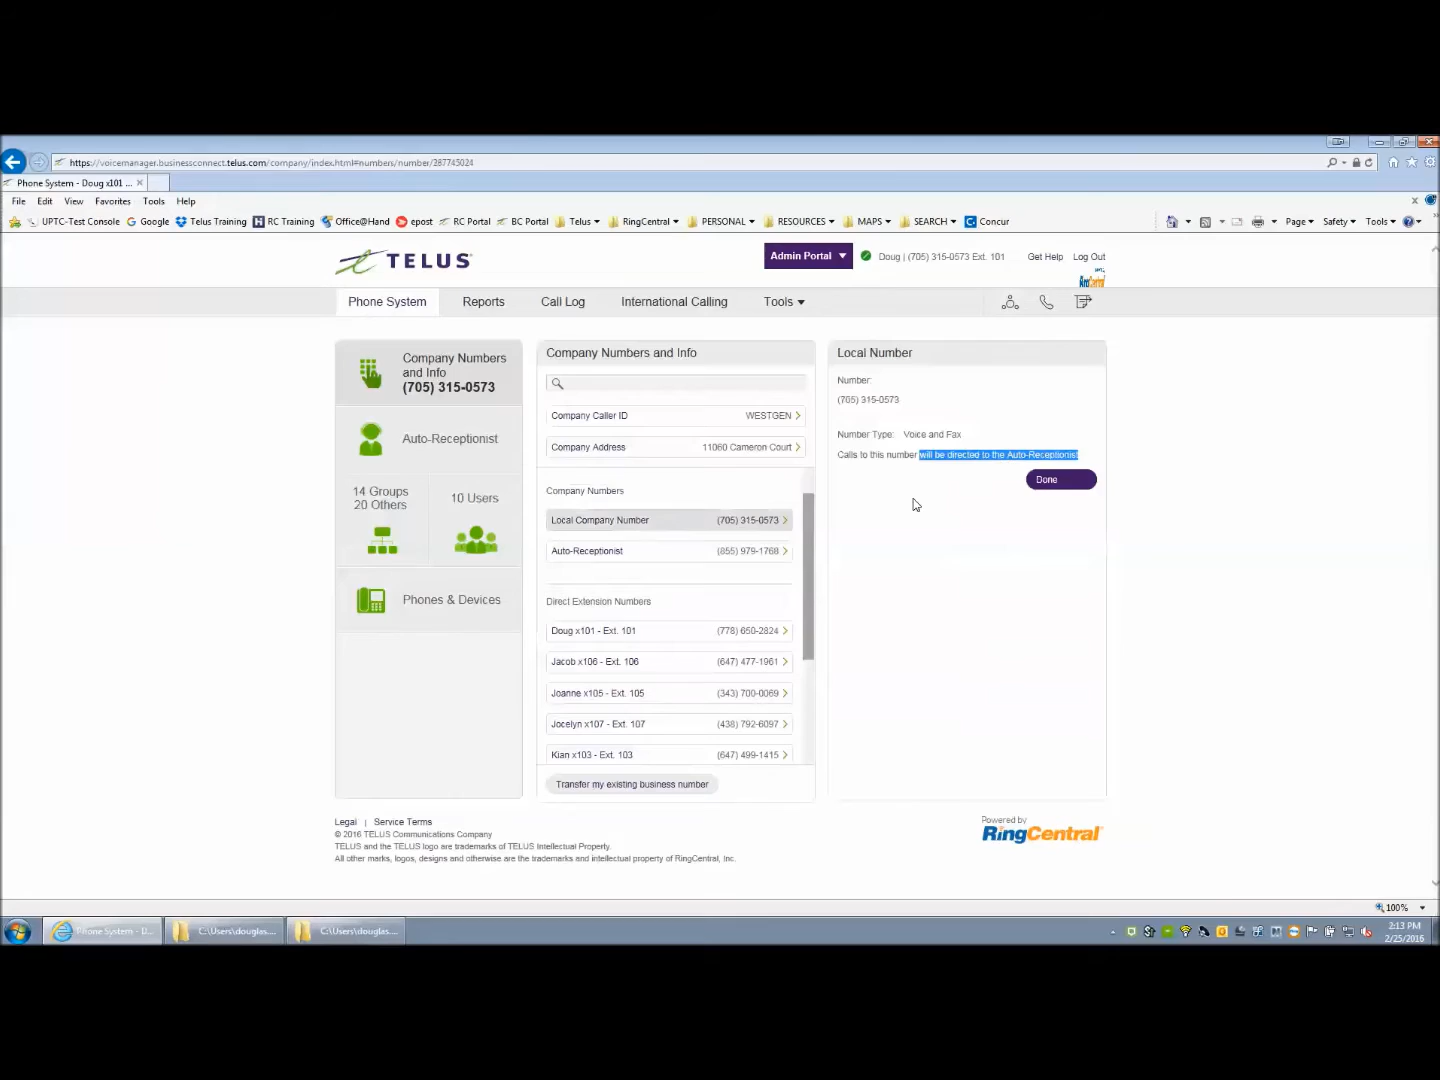 https://voicemanager.businessconnect.telus.com/company/index.html#numbers/number/287745024
Phone System - Doug x101 ...
File Edit View Favorites Tools Help
UPTC-Test Console Google Telus Training RC Training Office@Hand epost RC Portal BC Portal Telus RingCentral PERSONAL RESOURCES MAPS SEARCH Concur Page Safety Tools
TELUS
Admin Portal
Doug | (705) 315-0573 Ext. 101
Get Help Log Out
Phone System Reports Call Log International Calling Tools
Company Numbers
and Info
(705) 315-0573
Auto-Receptionist
14 Groups
20 Others
10 Users
Phones & Devices
Company Numbers and Info
Company Caller ID WESTGEN
Company Address 11060 Cameron Court
Company Numbers
Local Company Number (705) 315-0573
Auto-Receptionist (855) 979-1768
Direct Extension Numbers
Doug x101 - Ext. 101 (778) 650-2824
Jacob x106 - Ext. 106 (647) 477-1961
Joanne x105 - Ext. 105 (343) 700-0069
Jocelyn x107 - Ext. 107 (438) 792-6097
Kian x103 - Ext. 103 (647) 499-1415
Transfer my existing business number
Local Number
Number:
(705) 315-0573
Number Type: Voice and Fax
Calls to this number will be directed to the Auto-Receptionist
Done
Legal | Service Terms
© 2016 TELUS Communications Company
TELUS and the TELUS logo are trademarks of TELUS Intellectual Property.
All other marks, logos, designs and otherwise are the trademarks and intellectual property of RingCentral, Inc.
Powered by
RingCentral
100%
Phone System - D...
C:\Users\douglas....
C:\Users\douglas....
2:13 PM
2/25/2016